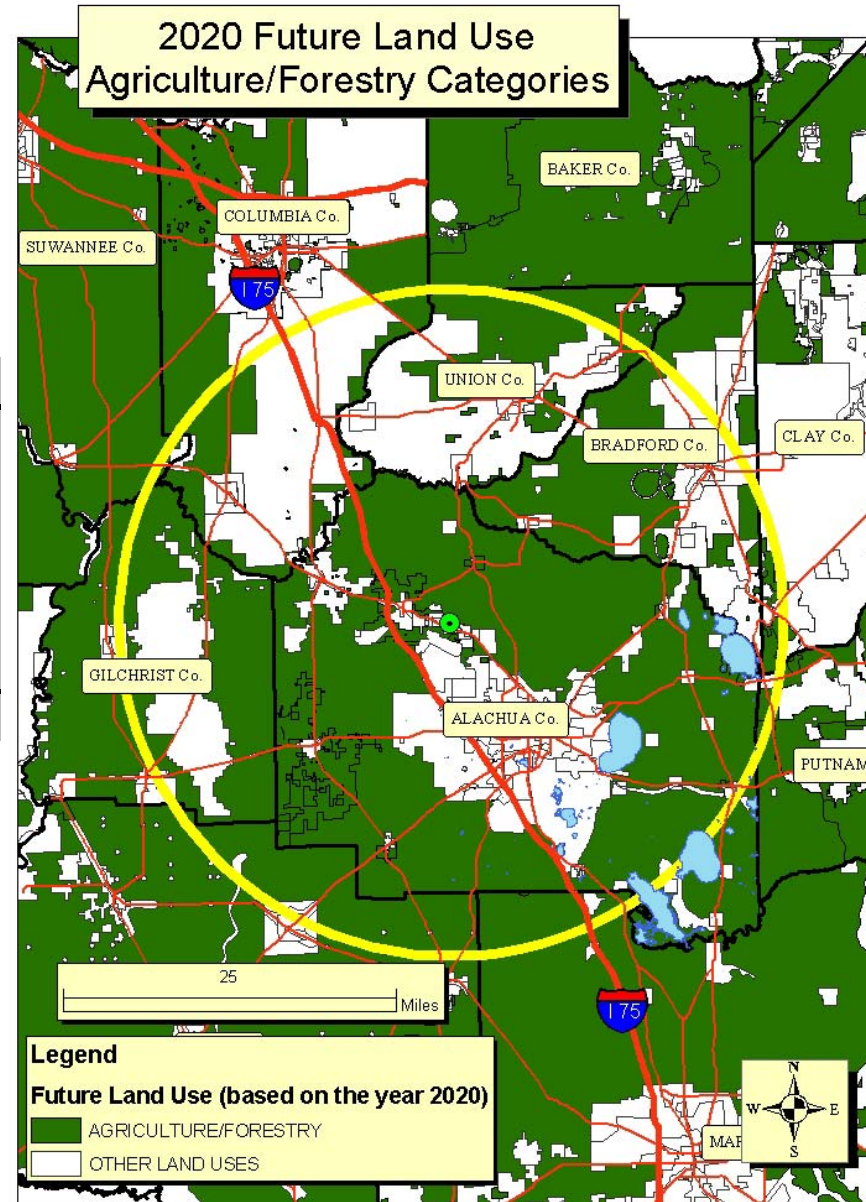 2020 Future Land Use
Agriculture/Forestry Categories
BAKER Co.
COLUMBIA Co.
SUWANNEE Co.
I 75
UNION Co.
BRADFORD Co.
CLAY Co.
GILCHRIST Co.
ALACHUA Co.
PUTNAM
25
Miles
I 75
Legend
Future Land Use (based on the year 2020)
AGRICULTURE/FORESTRY
OTHER LAND USES
N
W
E
S